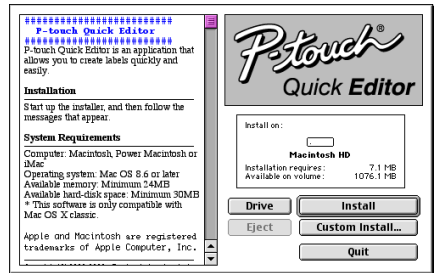 ########################
P-touch Quick Editor
########################
P-touch Quick Editor is an application that
allows you to create labels quickly and
easily.
Installation
Start up the installer, and then follow the
messages that appear.
System Requirements
Computer: Macintosh, Power Macintosh or
iMac
Operating system: Mac OS 8.6 or later
Available memory: Minimum 24MB
Available hard-disk space: Minimum 30MB
* This software is only compatible with
Mac OS X classic.
Apple and Macintosh are registered
trademarks of Apple Computer, Inc.
P-touch®
Quick Editor
Install on:
Macintosh HD
Installation requires: 7.1 MB
Available on volume: 1076.1 MB
Drive
Install
Eject
Custom Install...
Quit